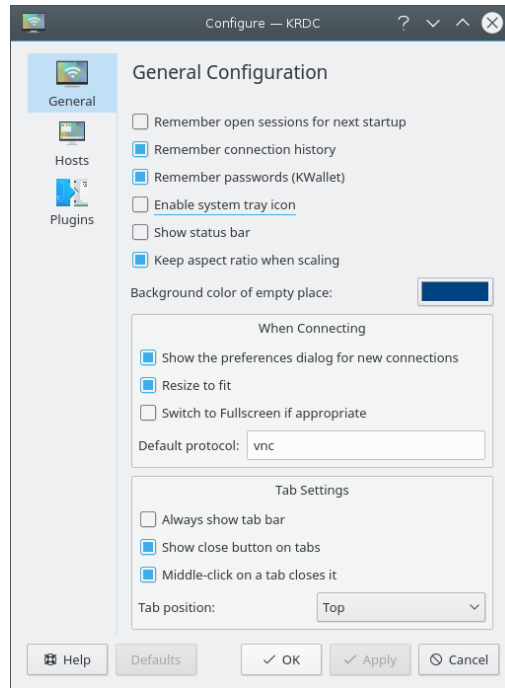 Configure — KRDC
General
Hosts
Plugins
General Configuration
Remember open sessions for next startup
Remember connection history
Remember passwords (KWallet)
Enable system tray icon
Show status bar
Keep aspect ratio when scaling
Background color of empty place:
When Connecting
Show the preferences dialog for new connections
Resize to fit
Switch to Fullscreen if appropriate
Default protocol: vnc
Tab Settings
Always show tab bar
Show close button on tabs
Middle-click on a tab closes it
Tab position: Top
Help Defaults OK Apply Cancel